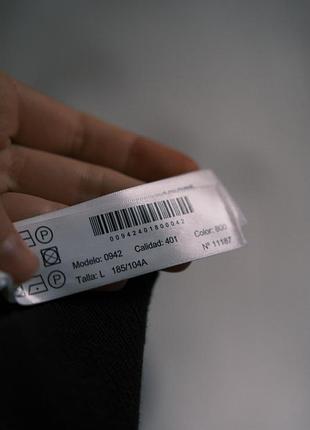 00942401800042
Modelo: 0942 Calidad: 401 Color: 800
Talla: L 185/104A Nº 11187
P
P